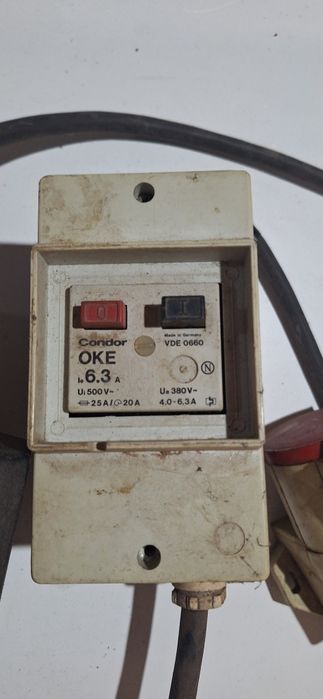 O I
Condor
Made in Germany
OKE VDE 0660
Ie 6.3 A N
Ui 500V~ Ue 380V~
25A/ 20A 4.0-6.3A